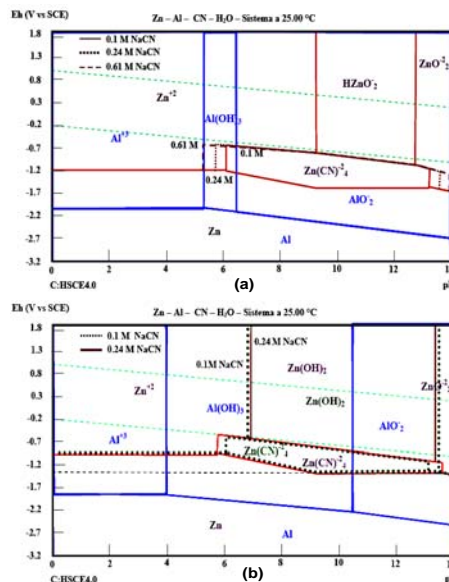 Eh (V vs SCE)
Zn – Al – CN – H₂O – Sistema a 25.00 °C
1.8
1.3
0.8
0.3
-0.2
-0.7
-1.2
-1.7
-2.2
-2.7
-3.2
0.1 M NaCN
0.24 M NaCN
0.61 M NaCN
Zn⁺²
Al⁺³
Al(OH)₃
HZnO⁻₂
ZnO⁻²₂
0.61 M
0.1 M
0.24 M
Zn(CN)⁻²₄
AlO⁻₂
Zn
Al
0 2 4 6 8 10 12
C:HSCE4.0
(a)
Eh (V vs SCE)
Zn – Al – CN – H₂O – Sistema a 25.00 °C
1.8
1.3
0.8
0.3
-0.2
-0.7
-1.2
-1.7
-2.2
-2.7
-3.2
0.1 M NaCN
0.24 M NaCN
0.24 M NaCN
0.1M NaCN
Zn⁺²
Al⁺³
Al(OH)₃
Zn(OH)₂
Zn(OH)₂
AlO⁻₂
Zn(CN)⁻²₄
Zn(CN)⁻²₄
Zn
Al
0 2 4 6 8 10 12
C:HSCE4.0
(b)